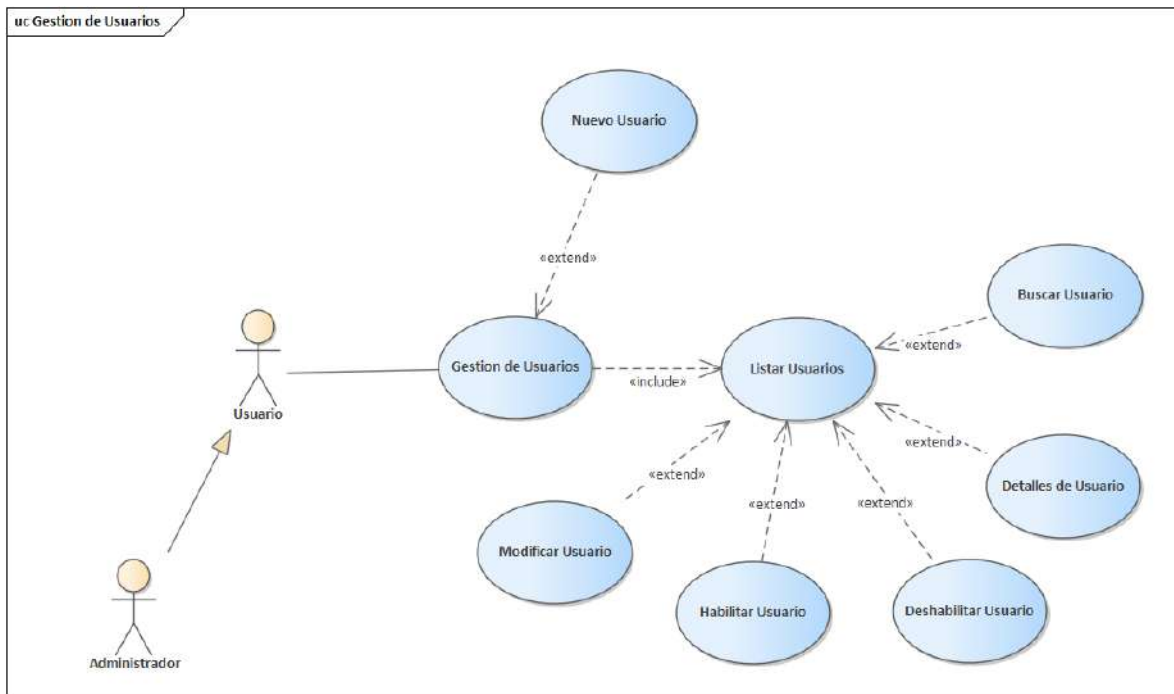 uc Gestion de Usuarios
Nuevo Usuario
«extend»
Buscar Usuario
«extend»
Usuario
Gestion de Usuarios
«include»
Listar Usuarios
«extend»
Detalles de Usuario
«extend»
Modificar Usuario
«extend»
Habilitar Usuario
«extend»
Deshabilitar Usuario
Administrador